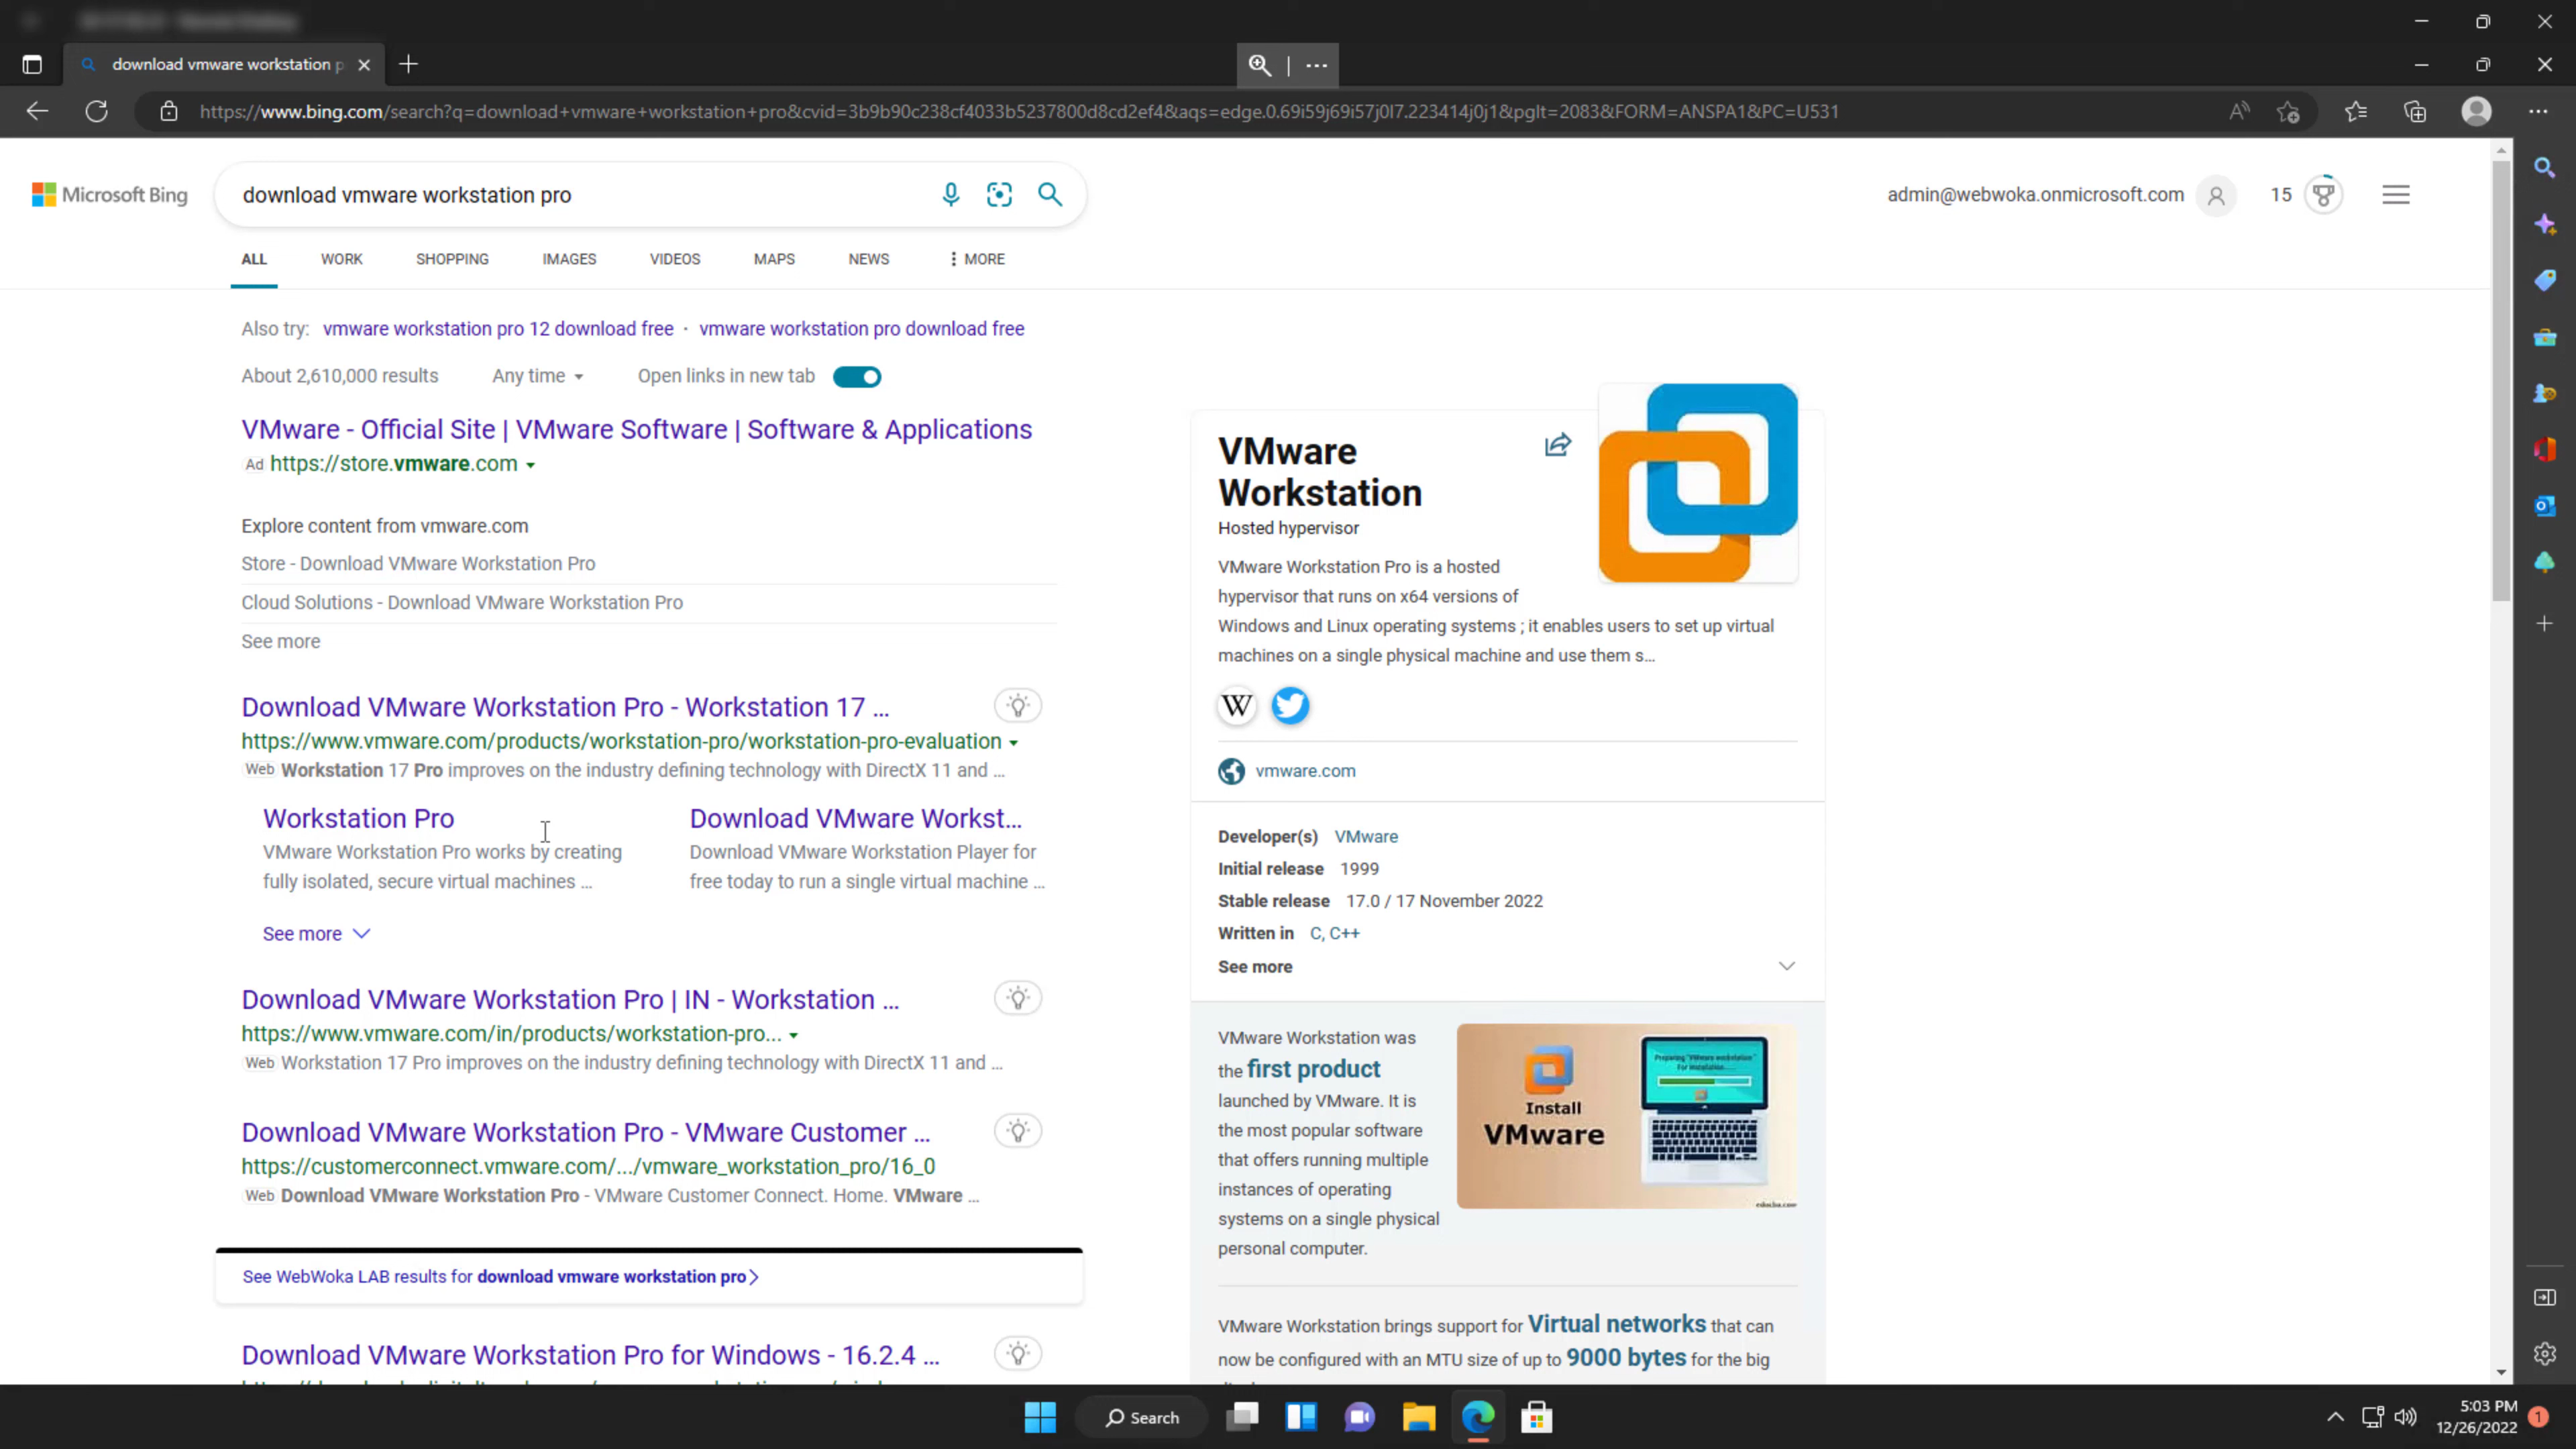 download vmware workstation p
https://www.bing.com/search?q=download+vmware+workstation+pro&cvid=3b9b90c238cf4033b5237800d8cd2ef4&aqs=edge.0.69i59j69i57j0l7.223414j0j1&pglt=2083&FORM=ANSPA1&PC=U531
Microsoft Bing
download vmware workstation pro
admin@webwoka.onmicrosoft.com
15
ALL WORK SHOPPING IMAGES VIDEOS MAPS NEWS MORE
Also try: vmware workstation pro 12 download free · vmware workstation pro download free
About 2,610,000 results Any time Open links in new tab
VMware - Official Site | VMware Software | Software & Applications
Ad https://store.vmware.com
Explore content from vmware.com
Store - Download VMware Workstation Pro
Cloud Solutions - Download VMware Workstation Pro
See more
Download VMware Workstation Pro - Workstation 17 ...
https://www.vmware.com/products/workstation-pro/workstation-pro-evaluation
Web Workstation 17 Pro improves on the industry defining technology with DirectX 11 and ...
Workstation Pro
VMware Workstation Pro works by creating
fully isolated, secure virtual machines ...
Download VMware Workst...
Download VMware Workstation Player for
free today to run a single virtual machine ...
See more
Download VMware Workstation Pro | IN - Workstation ...
https://www.vmware.com/in/products/workstation-pro...
Web Workstation 17 Pro improves on the industry defining technology with DirectX 11 and ...
Download VMware Workstation Pro - VMware Customer ...
https://customerconnect.vmware.com/.../vmware_workstation_pro/16_0
Web Download VMware Workstation Pro - VMware Customer Connect. Home. VMware ...
See WebWoka LAB results for download vmware workstation pro
Download VMware Workstation Pro for Windows - 16.2.4 ...
VMware
Workstation
Hosted hypervisor
VMware Workstation Pro is a hosted
hypervisor that runs on x64 versions of
Windows and Linux operating systems ; it enables users to set up virtual
machines on a single physical machine and use them s...
W
vmware.com
Developer(s) VMware
Initial release 1999
Stable release 17.0 / 17 November 2022
Written in C, C++
See more
VMware Workstation was
the first product
launched by VMware. It is
the most popular software
that offers running multiple
instances of operating
systems on a single physical
personal computer.
Preparing "VMware workstation"
For Installation......
Install
VMware
educba.com
VMware Workstation brings support for Virtual networks that can
now be configured with an MTU size of up to 9000 bytes for the big
Search
5:03 PM
12/26/2022
1